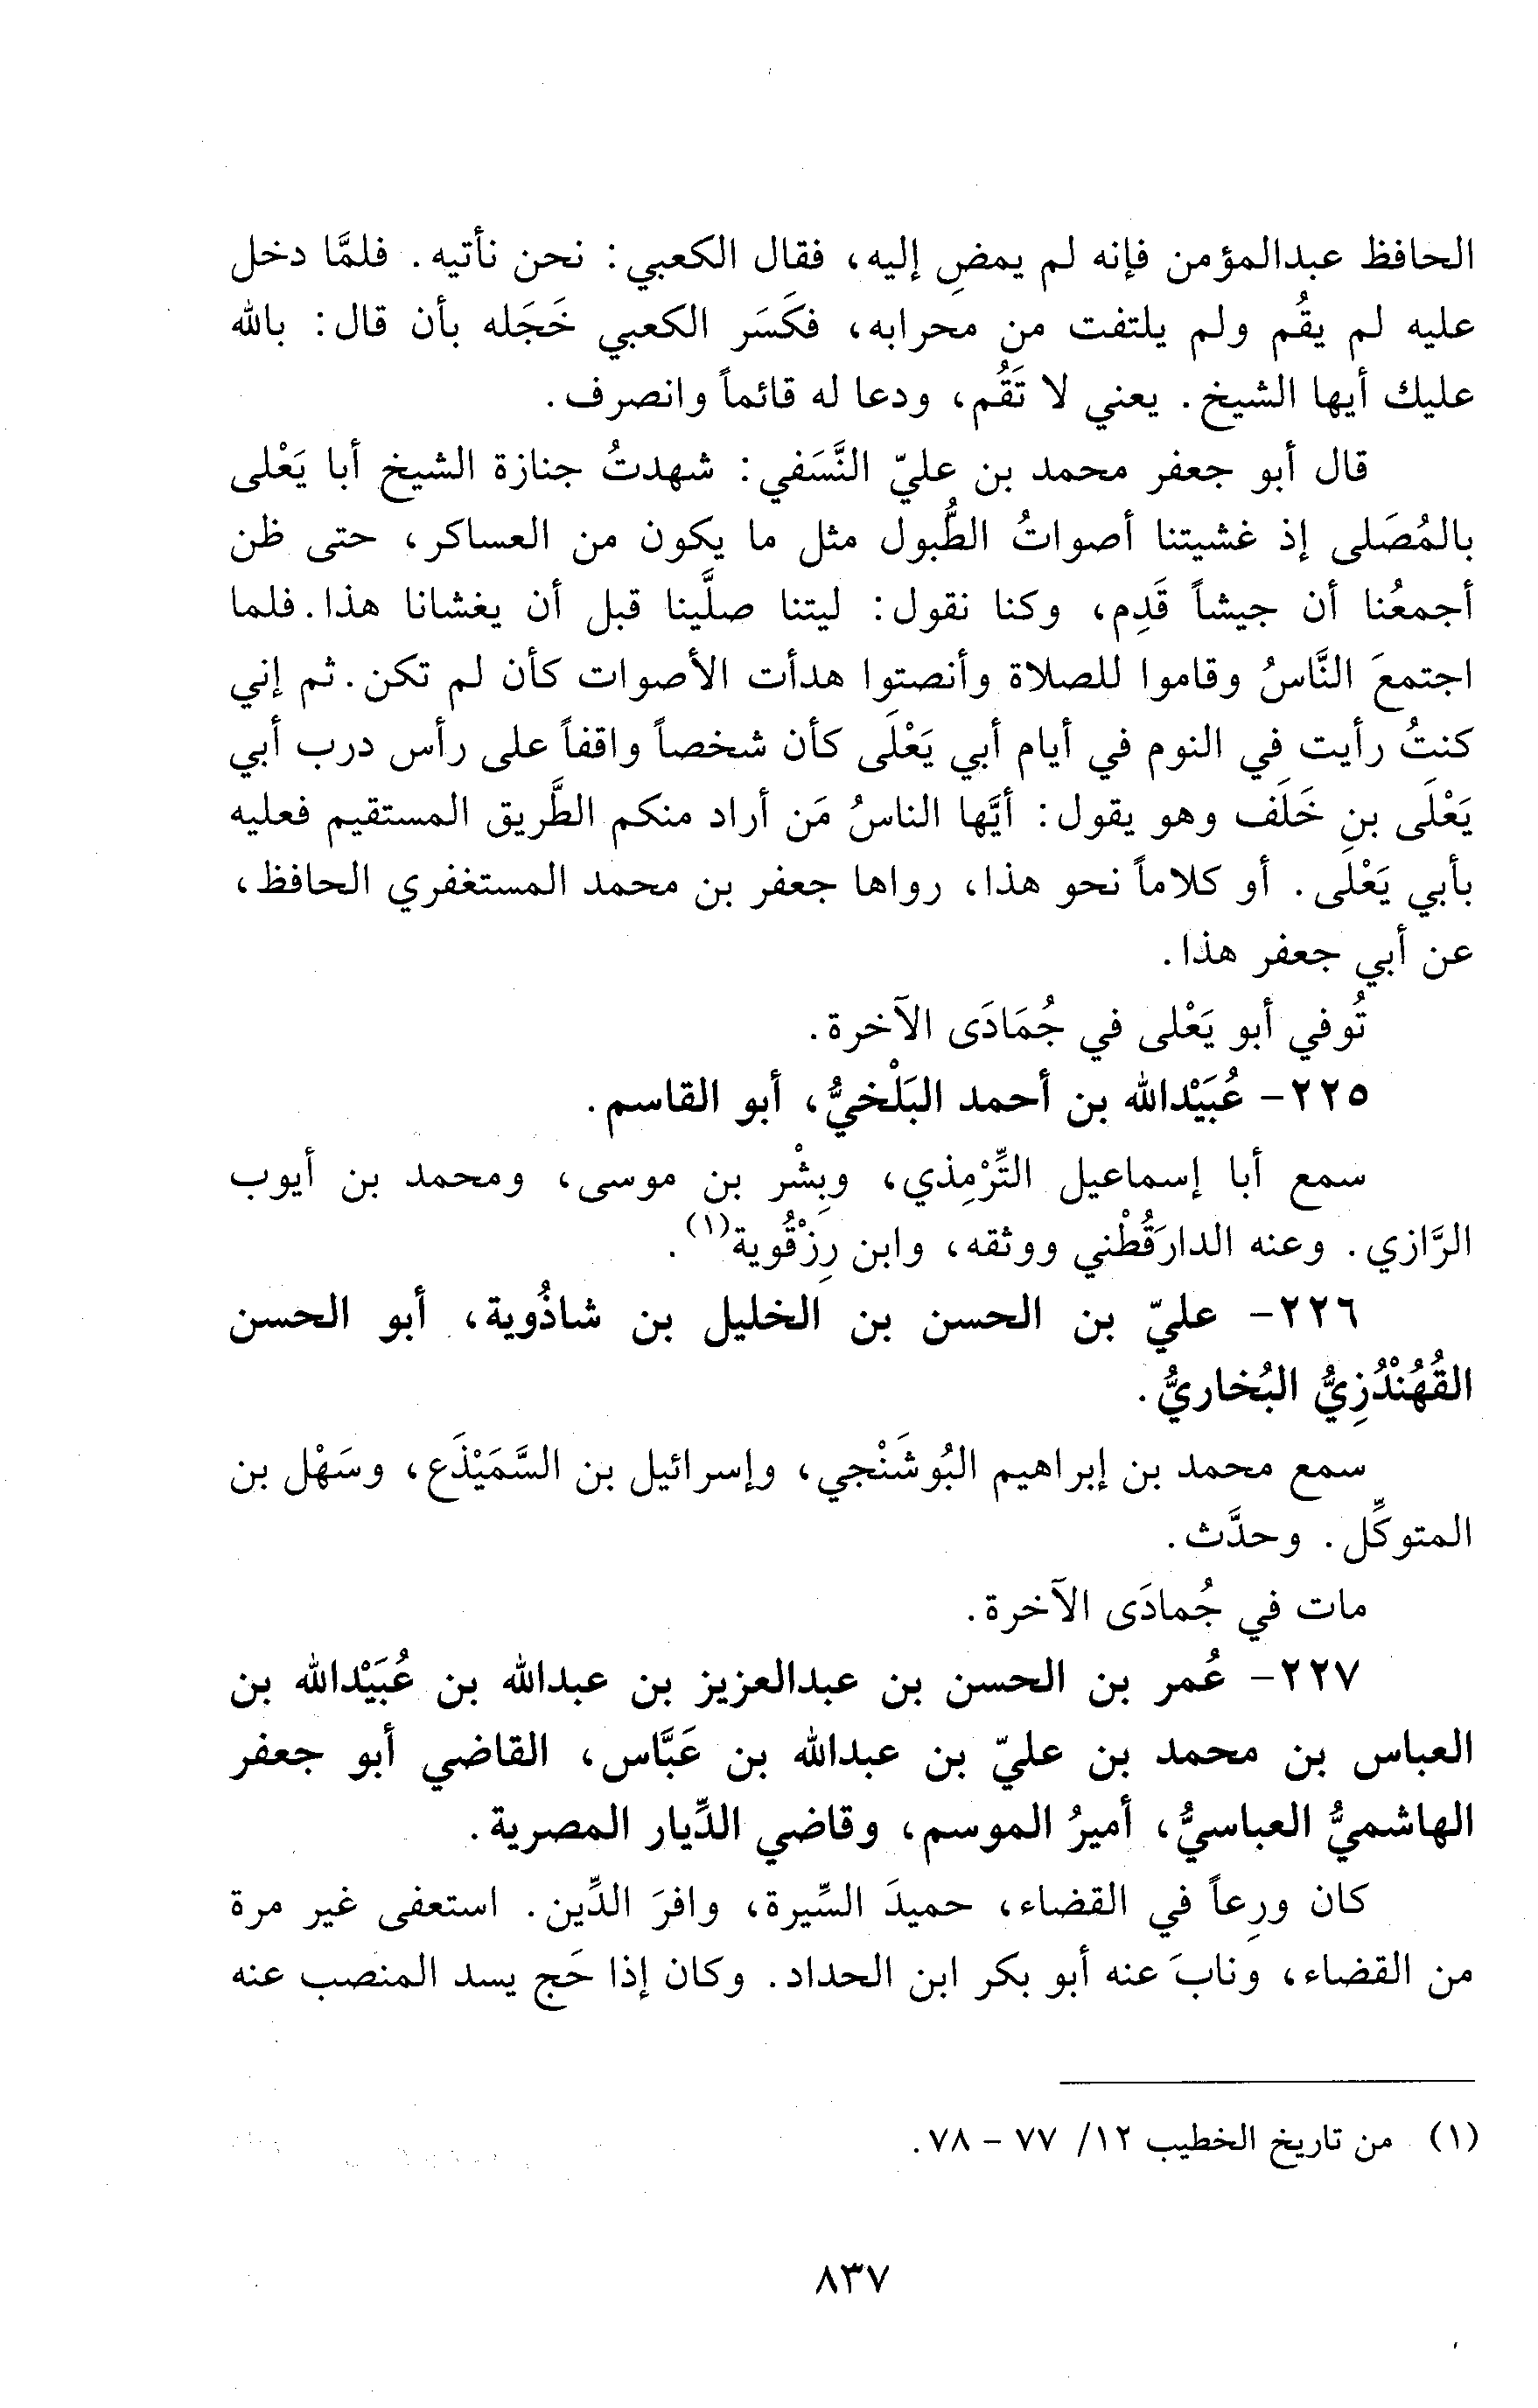 الحافظ عبدالمؤمن فإنه لم يمضِ إليه، فقال الكعبي: نحن نأتيه. فلمَّا دخل
عليه لم يقُم ولم يلتفت من محرابه، فكَسَر الكعبي خَجَله بأن قال: بالله
عليك أيها الشيخ. يعني لا تَقُم، ودعا له قائماً وانصرف.
قال أبو جعفر محمد بن عليّ النَّسَفي: شهدتُ جنازة الشيخ أبا يَعْلى
بالمُصَلى إذ غشيتنا أصواتُ الطُّبول مثل ما يكون من العساكر، حتى ظن
أجمعُنا أن جيشاً قَدِم، وكنا نقول: ليتنا صلَّينا قبل أن يغشانا هذا. فلما
اجتمعَ النَّاسُ وقاموا للصلاة وأنصتوا هدأت الأصوات كأن لم تكن. ثم إني
كنتُ رأيت في النوم في أيام أبي يَعْلَى كأن شخصاً واقفاً على رأس درب أبي
يَعْلَى بنِ خَلَف وهو يقول: أيَّها الناسُ مَن أراد منكم الطَّريق المستقيم فعليه
بأبي يَعْلى. أو كلاماً نحو هذا، رواها جعفر بن محمد المستغفري الحافظ،
عن أبي جعفر هذا.
تُوفي أبو يَعْلى في جُمَادَى الآخرة.
٢٢٥- عُبَيْدالله بن أحمد البَلْخيُّ، أبو القاسم.
سمع أبا إسماعيل التِّرْمِذي، وبِشْر بن موسى، ومحمد بن أيوب
الرَّازي. وعنه الدارَقُطْني ووثقه، وابن رِزْقُوية(١).
٢٢٦- عليّ بن الحسن بن الخليل بن شاذُوية، أبو الحسن
القُهُنْدُزِيُّ البُخاريُّ.
سمع محمد بن إبراهيم البُوشَنْجي، وإسرائيل بن السَّمَيْذَع، وسَهْل بن
المتوكِّل. وحدَّث.
مات في جُمادَى الآخرة.
٢٢٧- عُمر بن الحسن بن عبدالعزيز بن عبدالله بن عُبَيْدالله بن
العباس بن محمد بن عليّ بن عبدالله بن عَبَّاس، القاضي أبو جعفر
الهاشميُّ العباسيُّ، أميرُ الموسم، وقاضي الدِّيار المصرية.
كان ورِعاً في القضاء، حميدَ السِّيرة، وافرَ الدِّين. استعفى غير مرة
من القضاء، ونابَ عنه أبو بكر ابن الحداد. وكان إذا حَج يسد المنصب عنه
(١) من تاريخ الخطيب ١٢/ ٧٧ - ٧٨.
٨٣٧